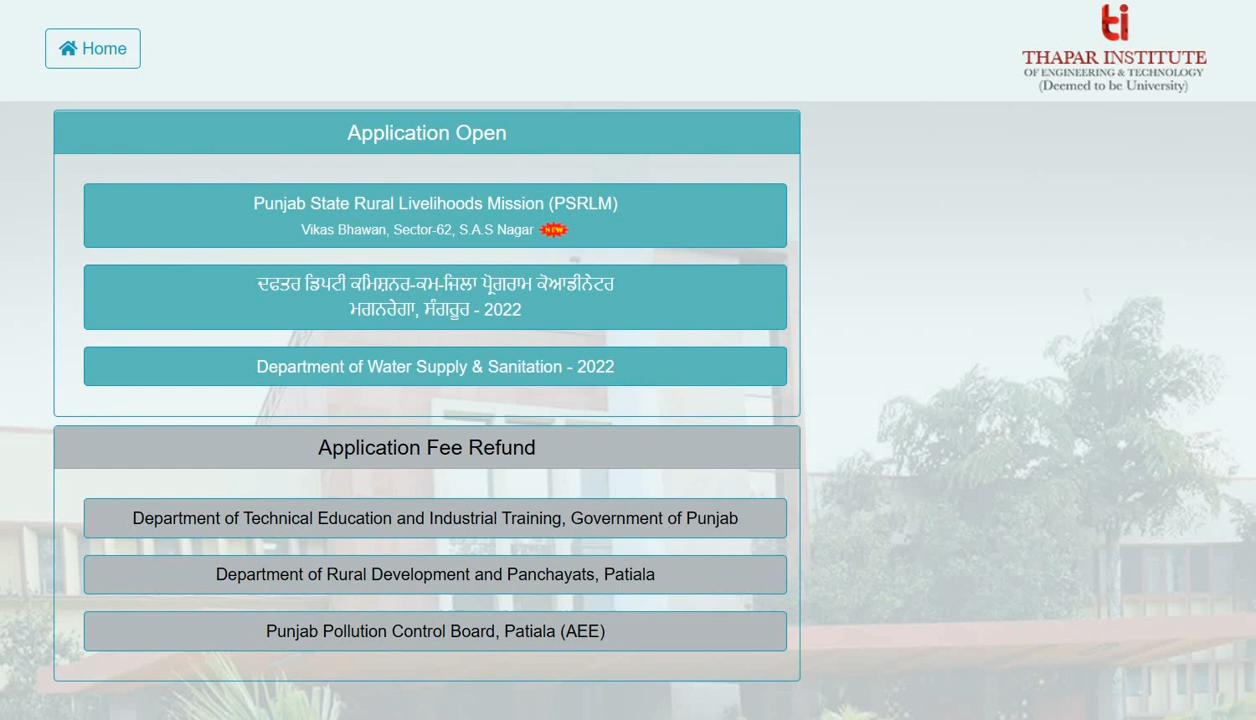 Home
ti
THAPAR INSTITUTE
OF ENGINEERING & TECHNOLOGY
(Deemed to be University)
Application Open
Punjab State Rural Livelihoods Mission (PSRLM)
Vikas Bhawan, Sector-62, S.A.S Nagar NEW
ਦਫਤਰ ਡਿਪਟੀ ਕਮਿਸ਼ਨਰ-ਕਮ-ਜਿਲਾ ਪ੍ਰੋਗਰਾਮ ਕੋਆਡੀਨੇਟਰ
ਮਗਨਰੇਗਾ, ਸੰਗਰੂਰ - 2022
Department of Water Supply & Sanitation - 2022
Application Fee Refund
Department of Technical Education and Industrial Training, Government of Punjab
Department of Rural Development and Panchayats, Patiala
Punjab Pollution Control Board, Patiala (AEE)